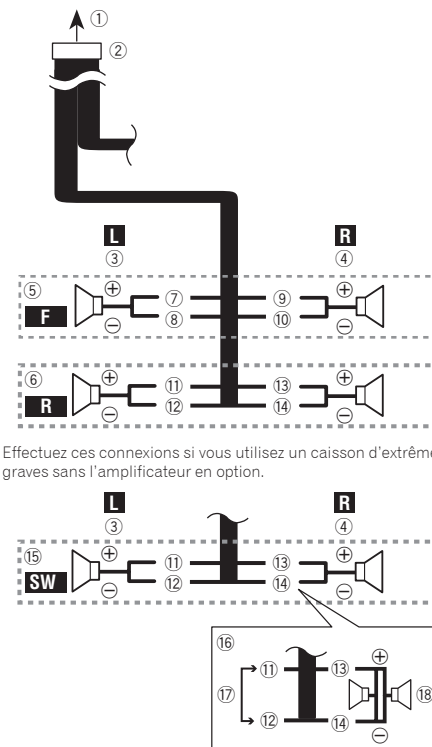 ①
②
L R
③ ④
⑤ ⊕ ⑦ ⑨ ⊕
F ⊖ ⑧ ⑩ ⊖
⑥ ⊕ ⑪ ⑬ ⊕
R ⊖ ⑫ ⑭ ⊖
Effectuez ces connexions si vous utilisez un caisson d'extrême
graves sans l'amplificateur en option.
L R
③ ④
⑮ ⊕ ⑪ ⑬ ⊕
SW ⊖ ⑫ ⑭ ⊖
⑯
⑪ ⑬ ⊕
⑰ ⑱
⑫ ⑭ ⊖